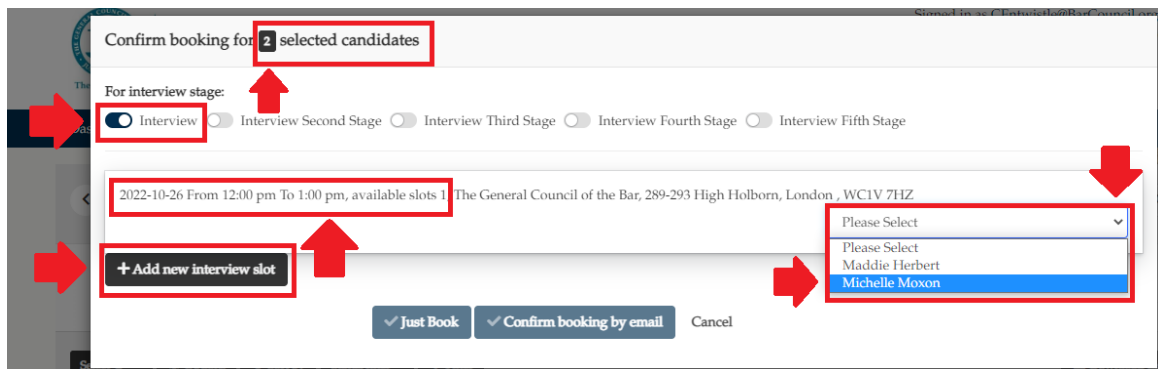 Signed in as CEntwistle@BarCouncil.org
Confirm booking for 2 selected candidates
For interview stage:
Interview Interview Second Stage Interview Third Stage Interview Fourth Stage Interview Fifth Stage
2022-10-26 From 12:00 pm To 1:00 pm, available slots 1, The General Council of the Bar, 289-293 High Holborn, London , WC1V 7HZ
Please Select
Please Select
Maddie Herbert
Michelle Moxon
+ Add new interview slot
Just Book Confirm booking by email Cancel